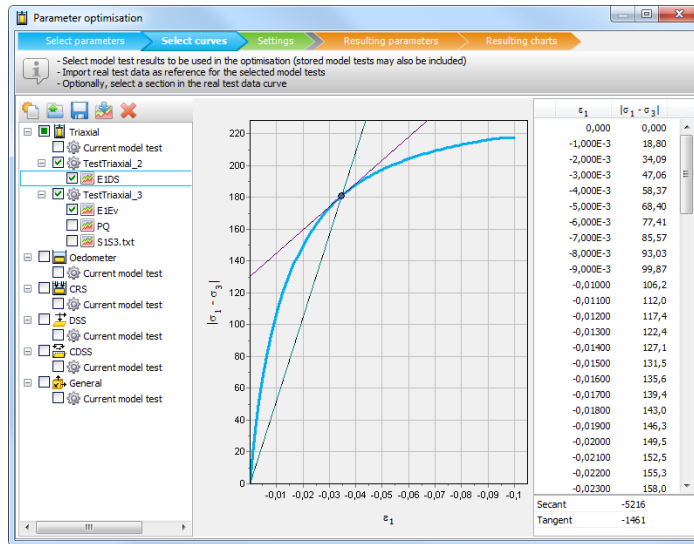 Parameter optimisation
Select parameters Select curves Settings Resulting parameters Resulting charts
- Select model test results to be used in the optimisation (stored model tests may also be included)
- Import real test data as reference for the selected model tests
- Optionally, select a section in the real test data curve
Triaxial
Current model test
TestTriaxial_2
E1DS
TestTriaxial_3
E1Ev
PQ
S1S3.txt
Oedometer
Current model test
CRS
Current model test
DSS
Current model test
CDSS
Current model test
General
Current model test
|σ1 - σ3|
220
200
180
160
140
120
100
80
60
40
20
0
-0,01 -0,02 -0,03 -0,04 -0,05 -0,06 -0,07 -0,08 -0,09 -0,1
ε1
ε1 |σ1 - σ3|
0,000 0,000
-1,000E-3 18,80
-2,000E-3 34,09
-3,000E-3 47,06
-4,000E-3 58,37
-5,000E-3 68,40
-6,000E-3 77,41
-7,000E-3 85,57
-8,000E-3 93,03
-9,000E-3 99,87
-0,01000 106,2
-0,01100 112,0
-0,01200 117,4
-0,01300 122,4
-0,01400 127,1
-0,01500 131,5
-0,01600 135,6
-0,01700 139,4
-0,01800 143,0
-0,01900 146,3
-0,02000 149,5
-0,02100 152,5
-0,02200 155,3
-0,02300 158,0
Secant -5216
Tangent -1461